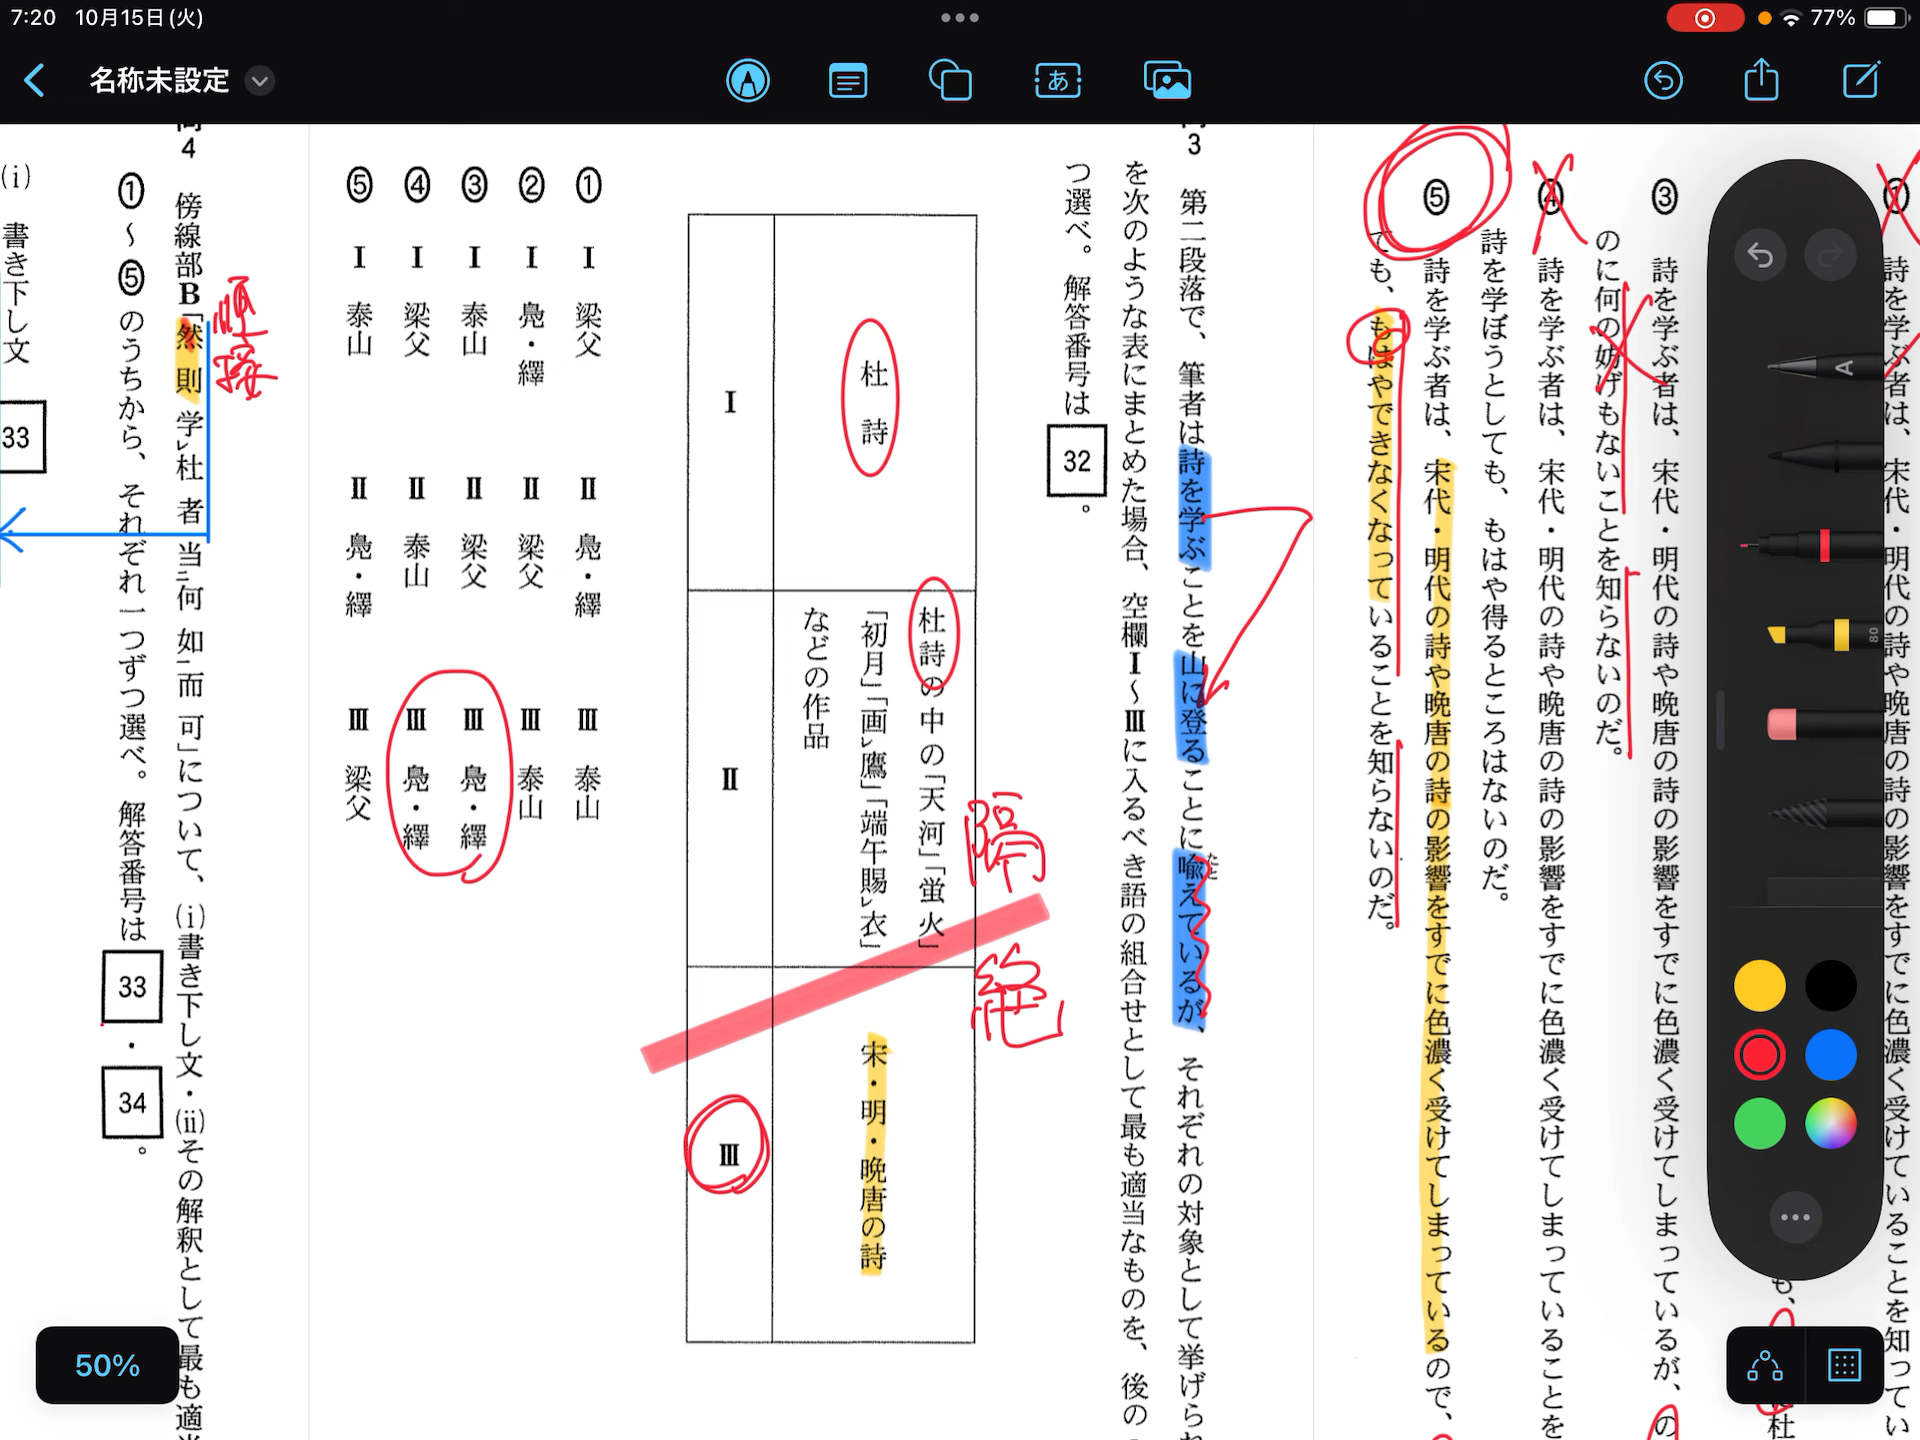 7:20 10月15日(火)
77%
名称未設定
あ
①
詩を学ぶ者は、宋代・明代の詩や晩唐の詩の影響をすでに色濃く受けていることを知ってい
も、
杜
③ 詩を学ぶ者は、宋代・明代の詩や晩唐の詩の影響をすでに色濃く受けてしまっているが、の
のに何の妨げもないことを知らないのだ。
④ 詩を学ぶ者は、宋代・明代の詩や晩唐の詩の影響をすでに色濃く受けてしまっていることを
詩を学ぼうとしても、もはや得るところはないのだ。
⑤ 詩を学ぶ者は、宋代・明代の詩や晩唐の詩の影響をすでに色濃く受けてしまっているので、
ても、もはやできなくなっていることを知らないのだ。
3 第二段落で、筆者は詩を学ぶことを山に登ることに喩えているが、それぞれの対象として挙げられ
たと
を次のような表にまとめた場合、空欄Ⅰ〜Ⅲに入るべき語の組合せとして最も適当なものを、後の
つ選べ。解答番号は 32 。
隔絶
杜詩
杜詩の中の「天河」「蛍火」
「初月」「画レ鷹」「端午賜レ衣」
などの作品
宋・明・晩唐の詩
Ⅰ
Ⅱ
Ⅲ
① Ⅰ 梁父 Ⅱ 鳧・繹 Ⅲ 泰山
② Ⅰ 鳧・繹 Ⅱ 梁父 Ⅲ 泰山
③ Ⅰ 泰山 Ⅱ 梁父 Ⅲ 鳧・繹
④ Ⅰ 梁父 Ⅱ 泰山 Ⅲ 鳧・繹
⑤ Ⅰ 泰山 Ⅱ 鳧・繹 Ⅲ 梁父
順接
4 傍線部B「然則学レ杜者当二何如一而可」について、(i)書き下し文・(ii)その解釈として最も適
①〜⑤のうちから、それぞれ一つずつ選べ。解答番号は 33 ・ 34 。
(i) 書き下し文 33
50%
A
80